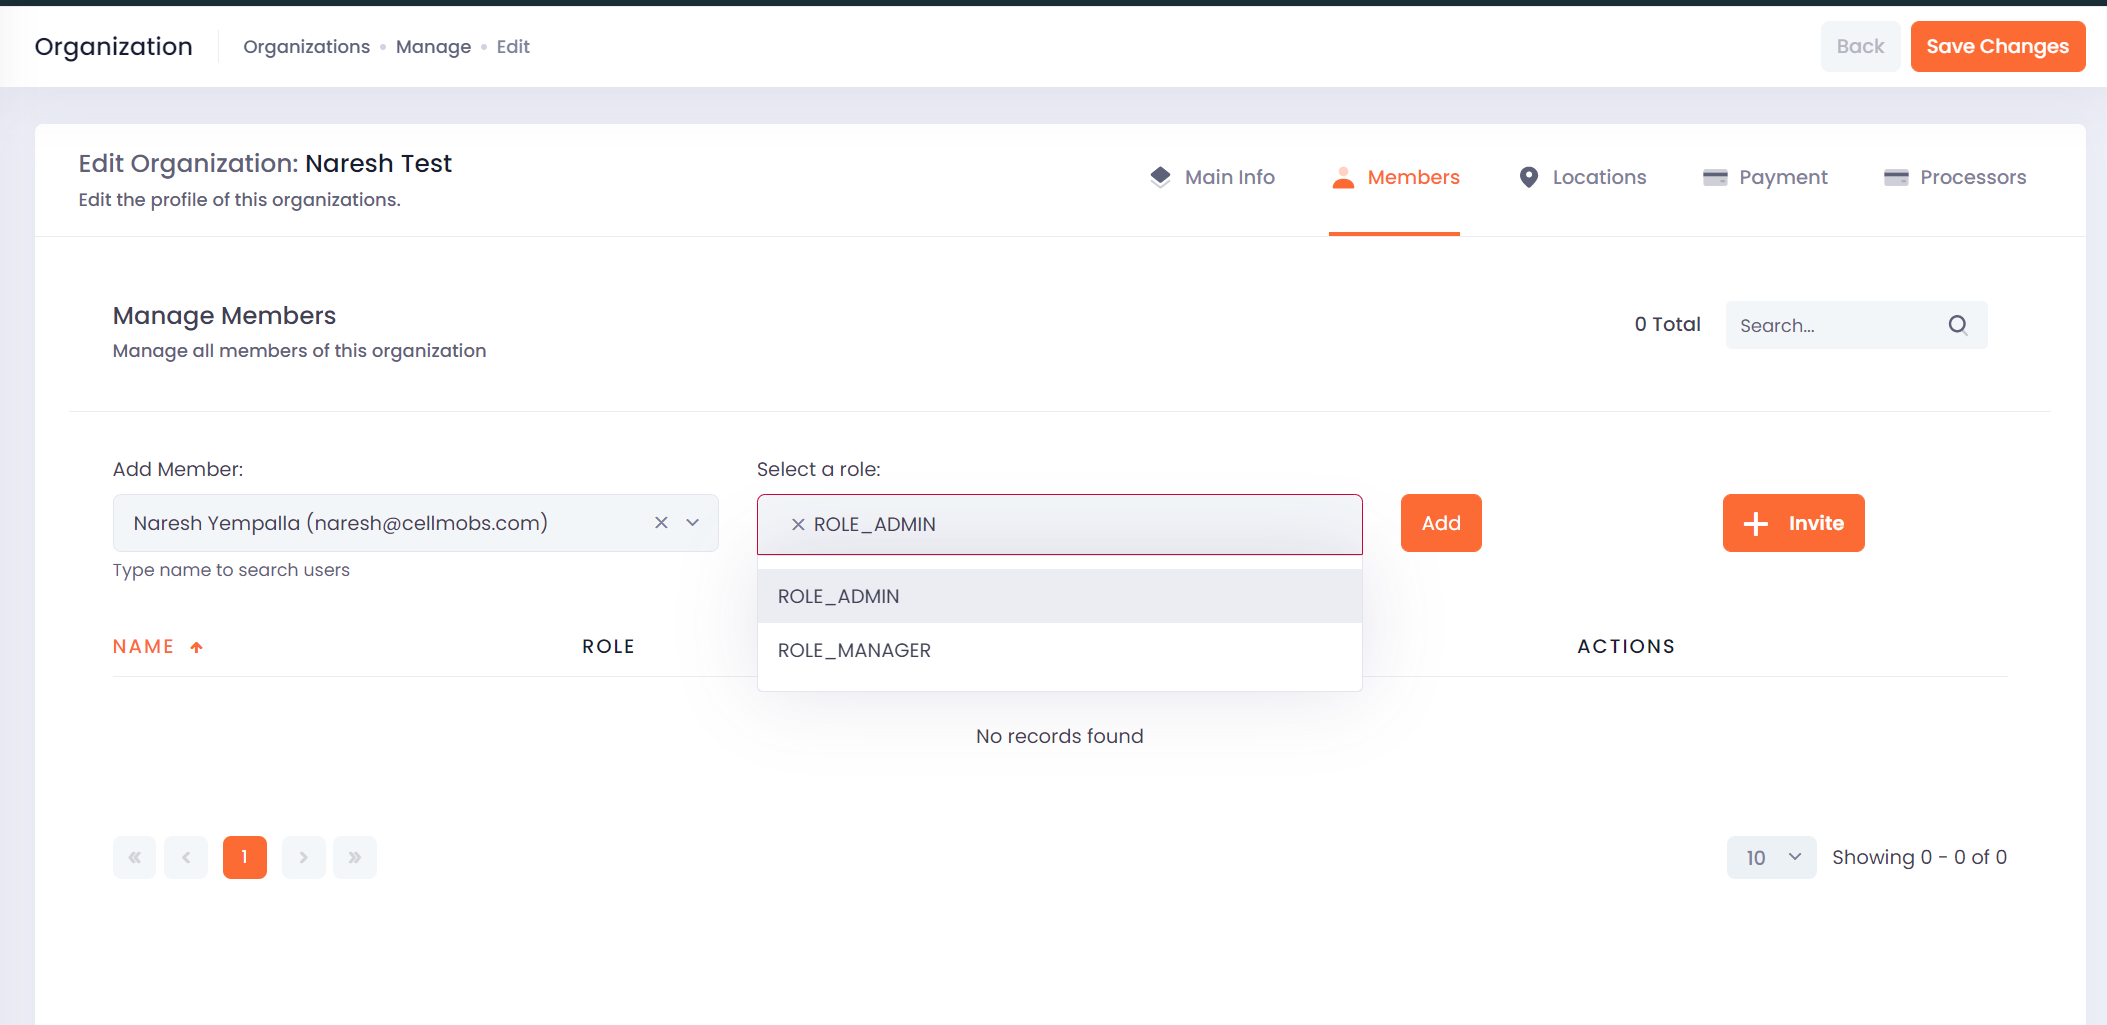 Organization
Organizations • Manage • Edit
Back
Save Changes
Edit Organization: Naresh Test
Edit the profile of this organizations.
Main Info
Members
Locations
Payment
Processors
Manage Members
Manage all members of this organization
0 Total
Search...
Add Member:
Select a role:
Naresh Yempalla (naresh@cellmobs.com)
× ROLE_ADMIN
Add
Invite
Type name to search users
ROLE_ADMIN
ROLE_MANAGER
NAME
ROLE
ACTIONS
No records found
1
10
Showing 0 - 0 of 0